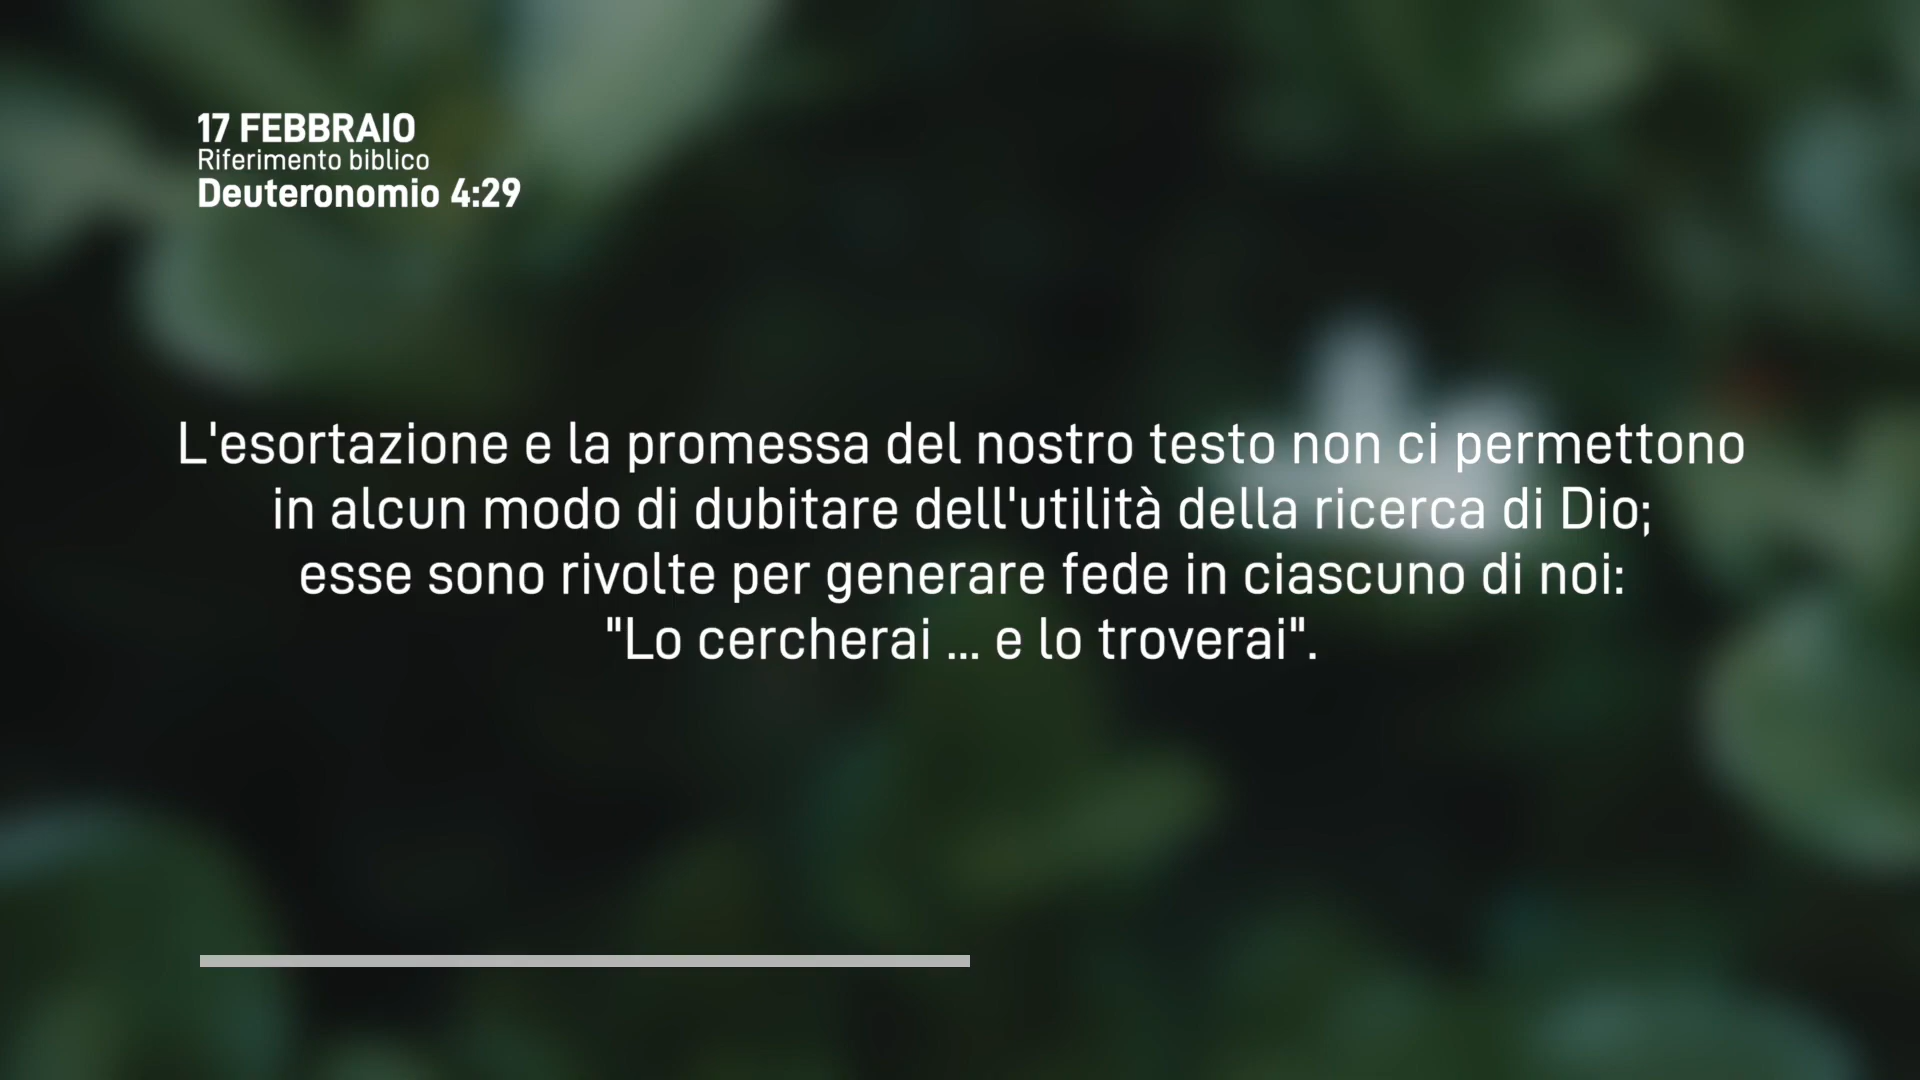 17 FEBBRAIO
Riferimento biblico
Deuteronomio 4:29
L'esortazione e la promessa del nostro testo non ci permettono
in alcun modo di dubitare dell'utilità della ricerca di Dio;
esse sono rivolte per generare fede in ciascuno di noi:
"Lo cercherai ... e lo troverai".